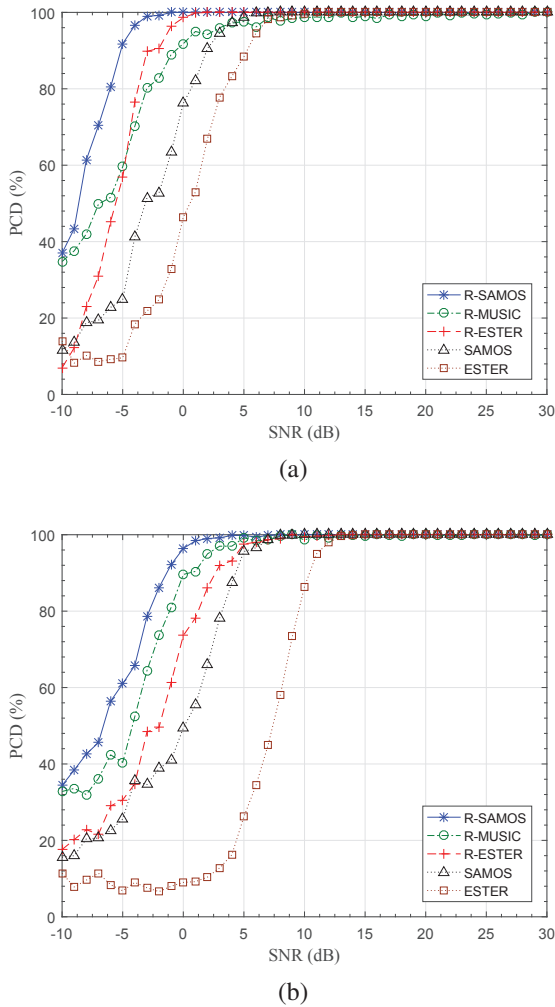 100
80
60
40
20
0
PCD (%)
-10 -5 0 5 10 15 20 25 30
SNR (dB)
R-SAMOS
R-MUSIC
R-ESTER
SAMOS
ESTER
(a)
100
80
60
40
20
0
PCD (%)
-10 -5 0 5 10 15 20 25 30
SNR (dB)
R-SAMOS
R-MUSIC
R-ESTER
SAMOS
ESTER
(b)